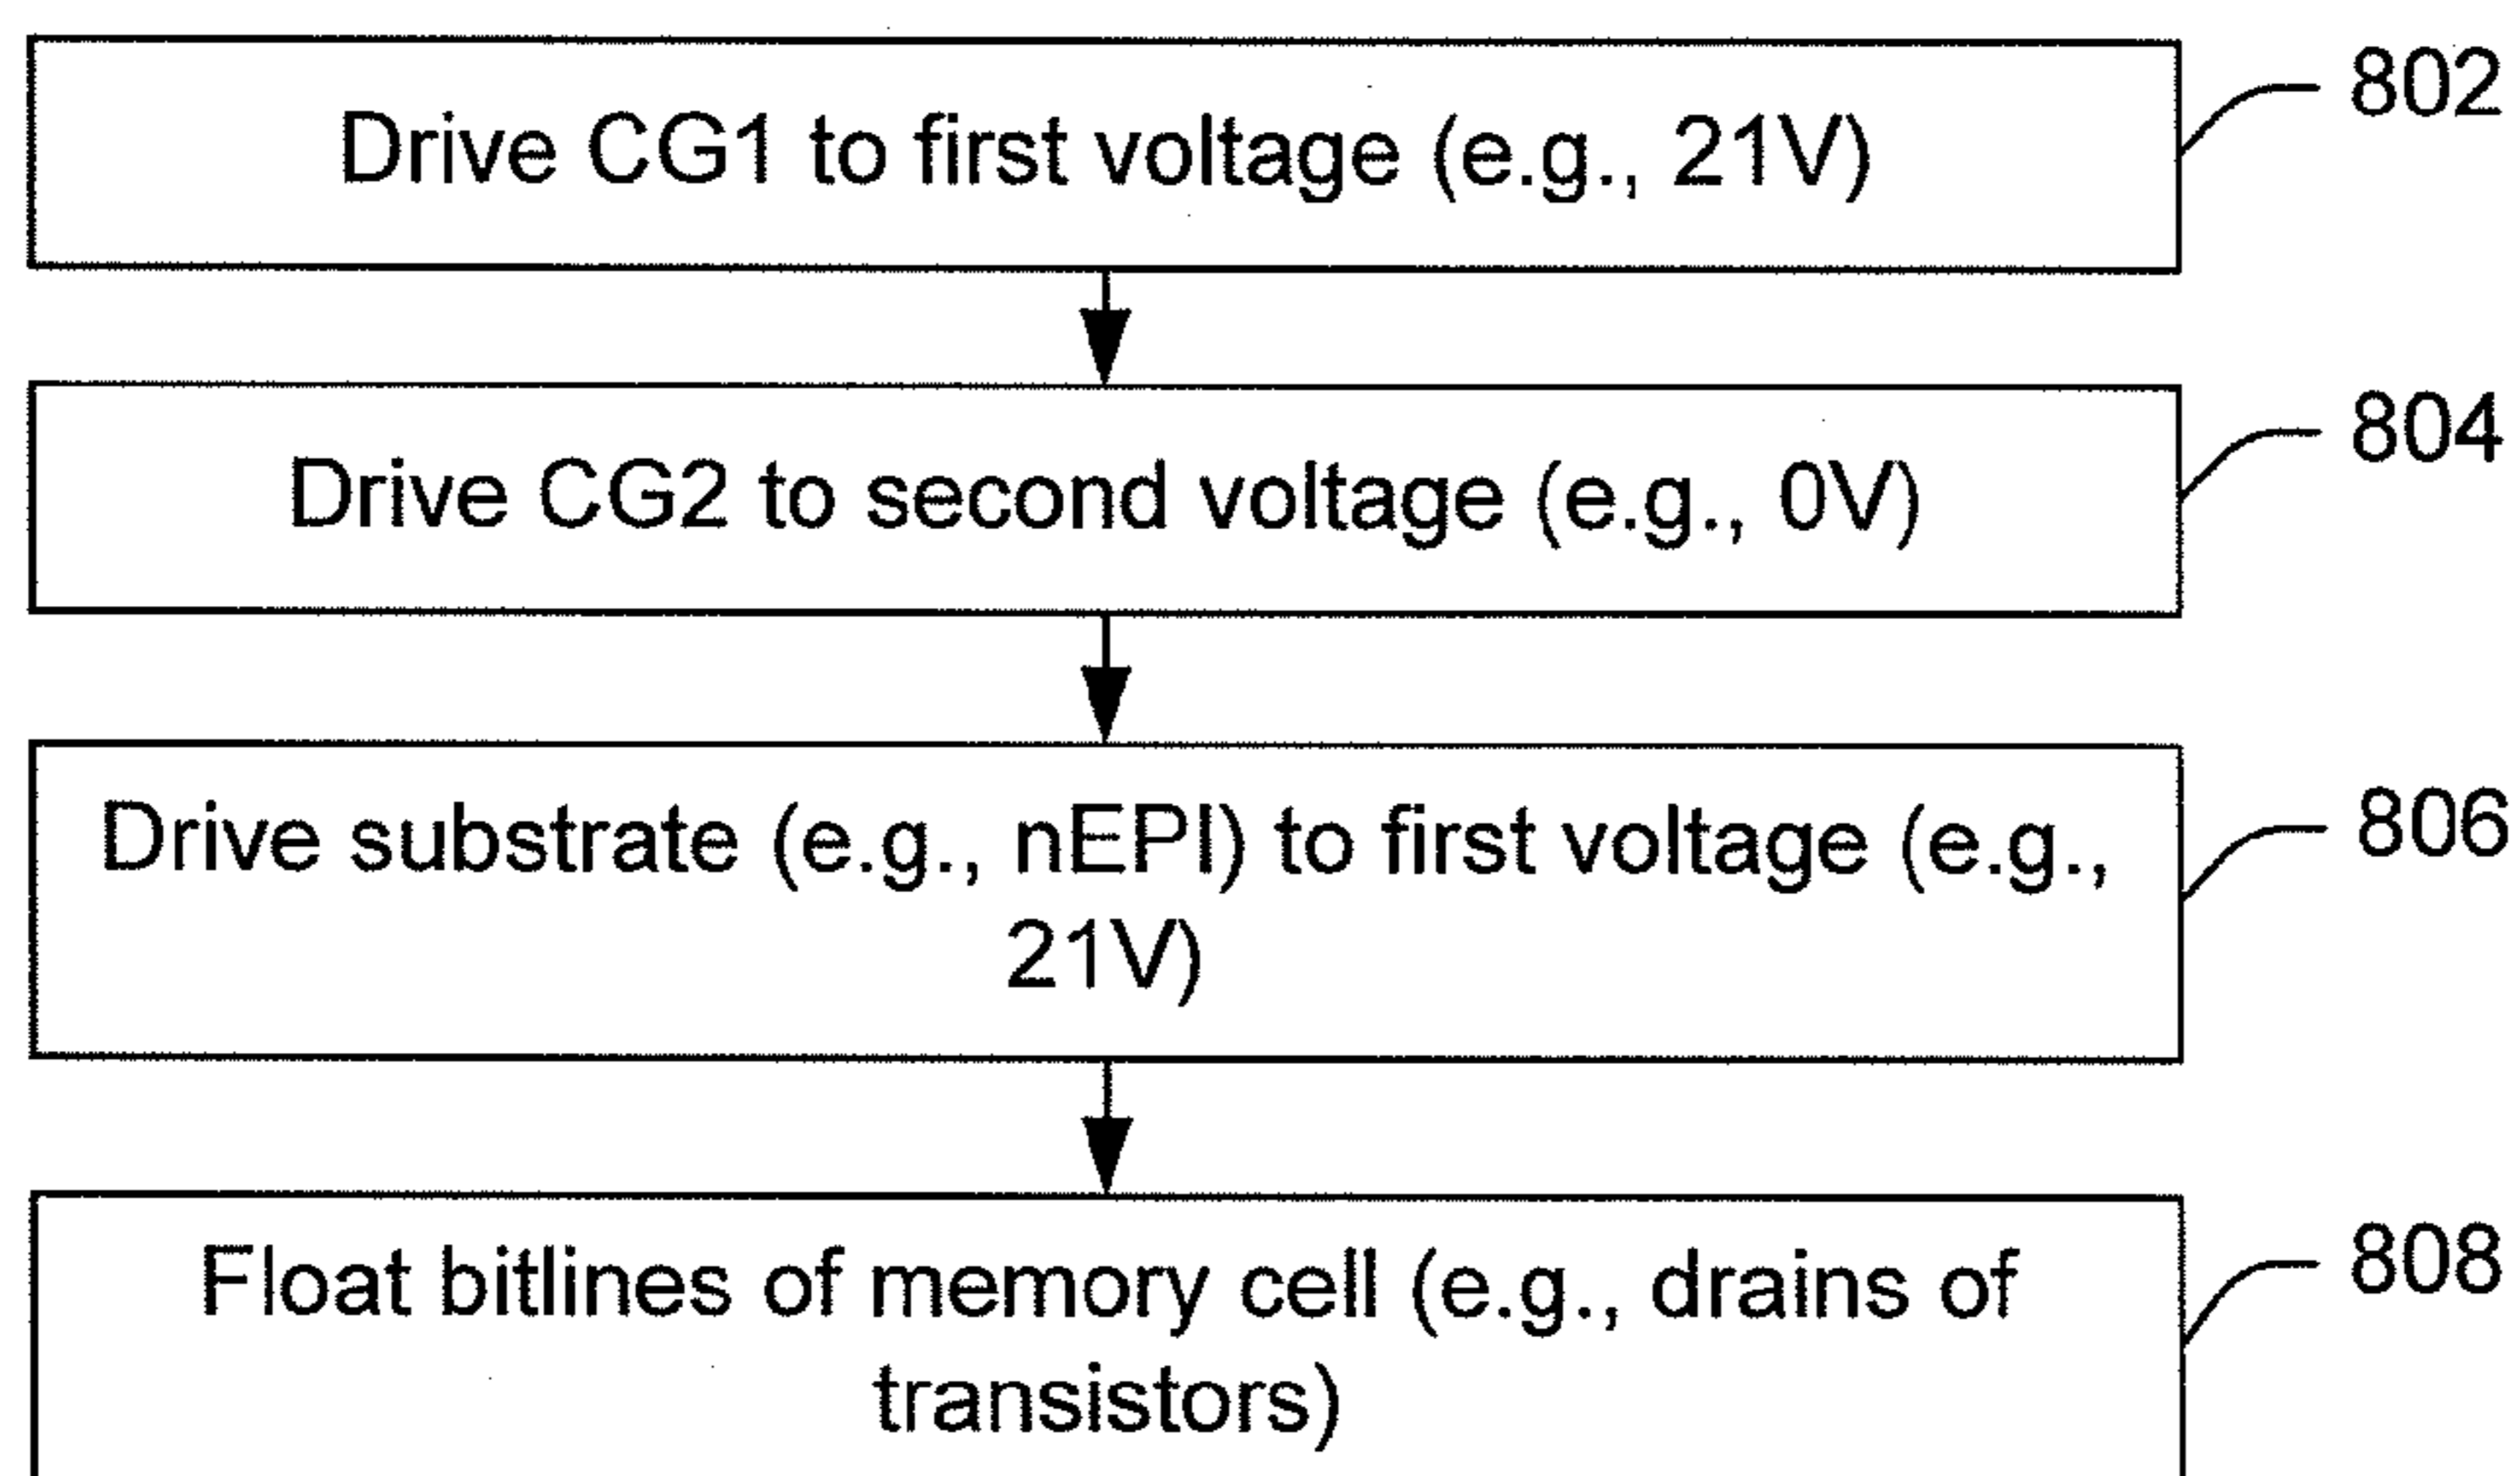 Drive CG1 to first voltage (e.g., 21V)
802
Drive CG2 to second voltage (e.g., 0V)
804
Drive substrate (e.g., nEPI) to first voltage (e.g.,
21V)
806
Float bitlines of memory cell (e.g., drains of
transistors)
808